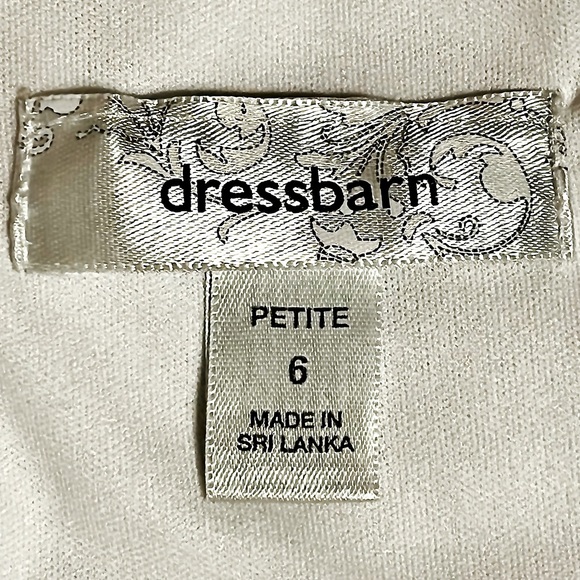 dressbarn
PETITE
6
MADE IN
SRI LANKA